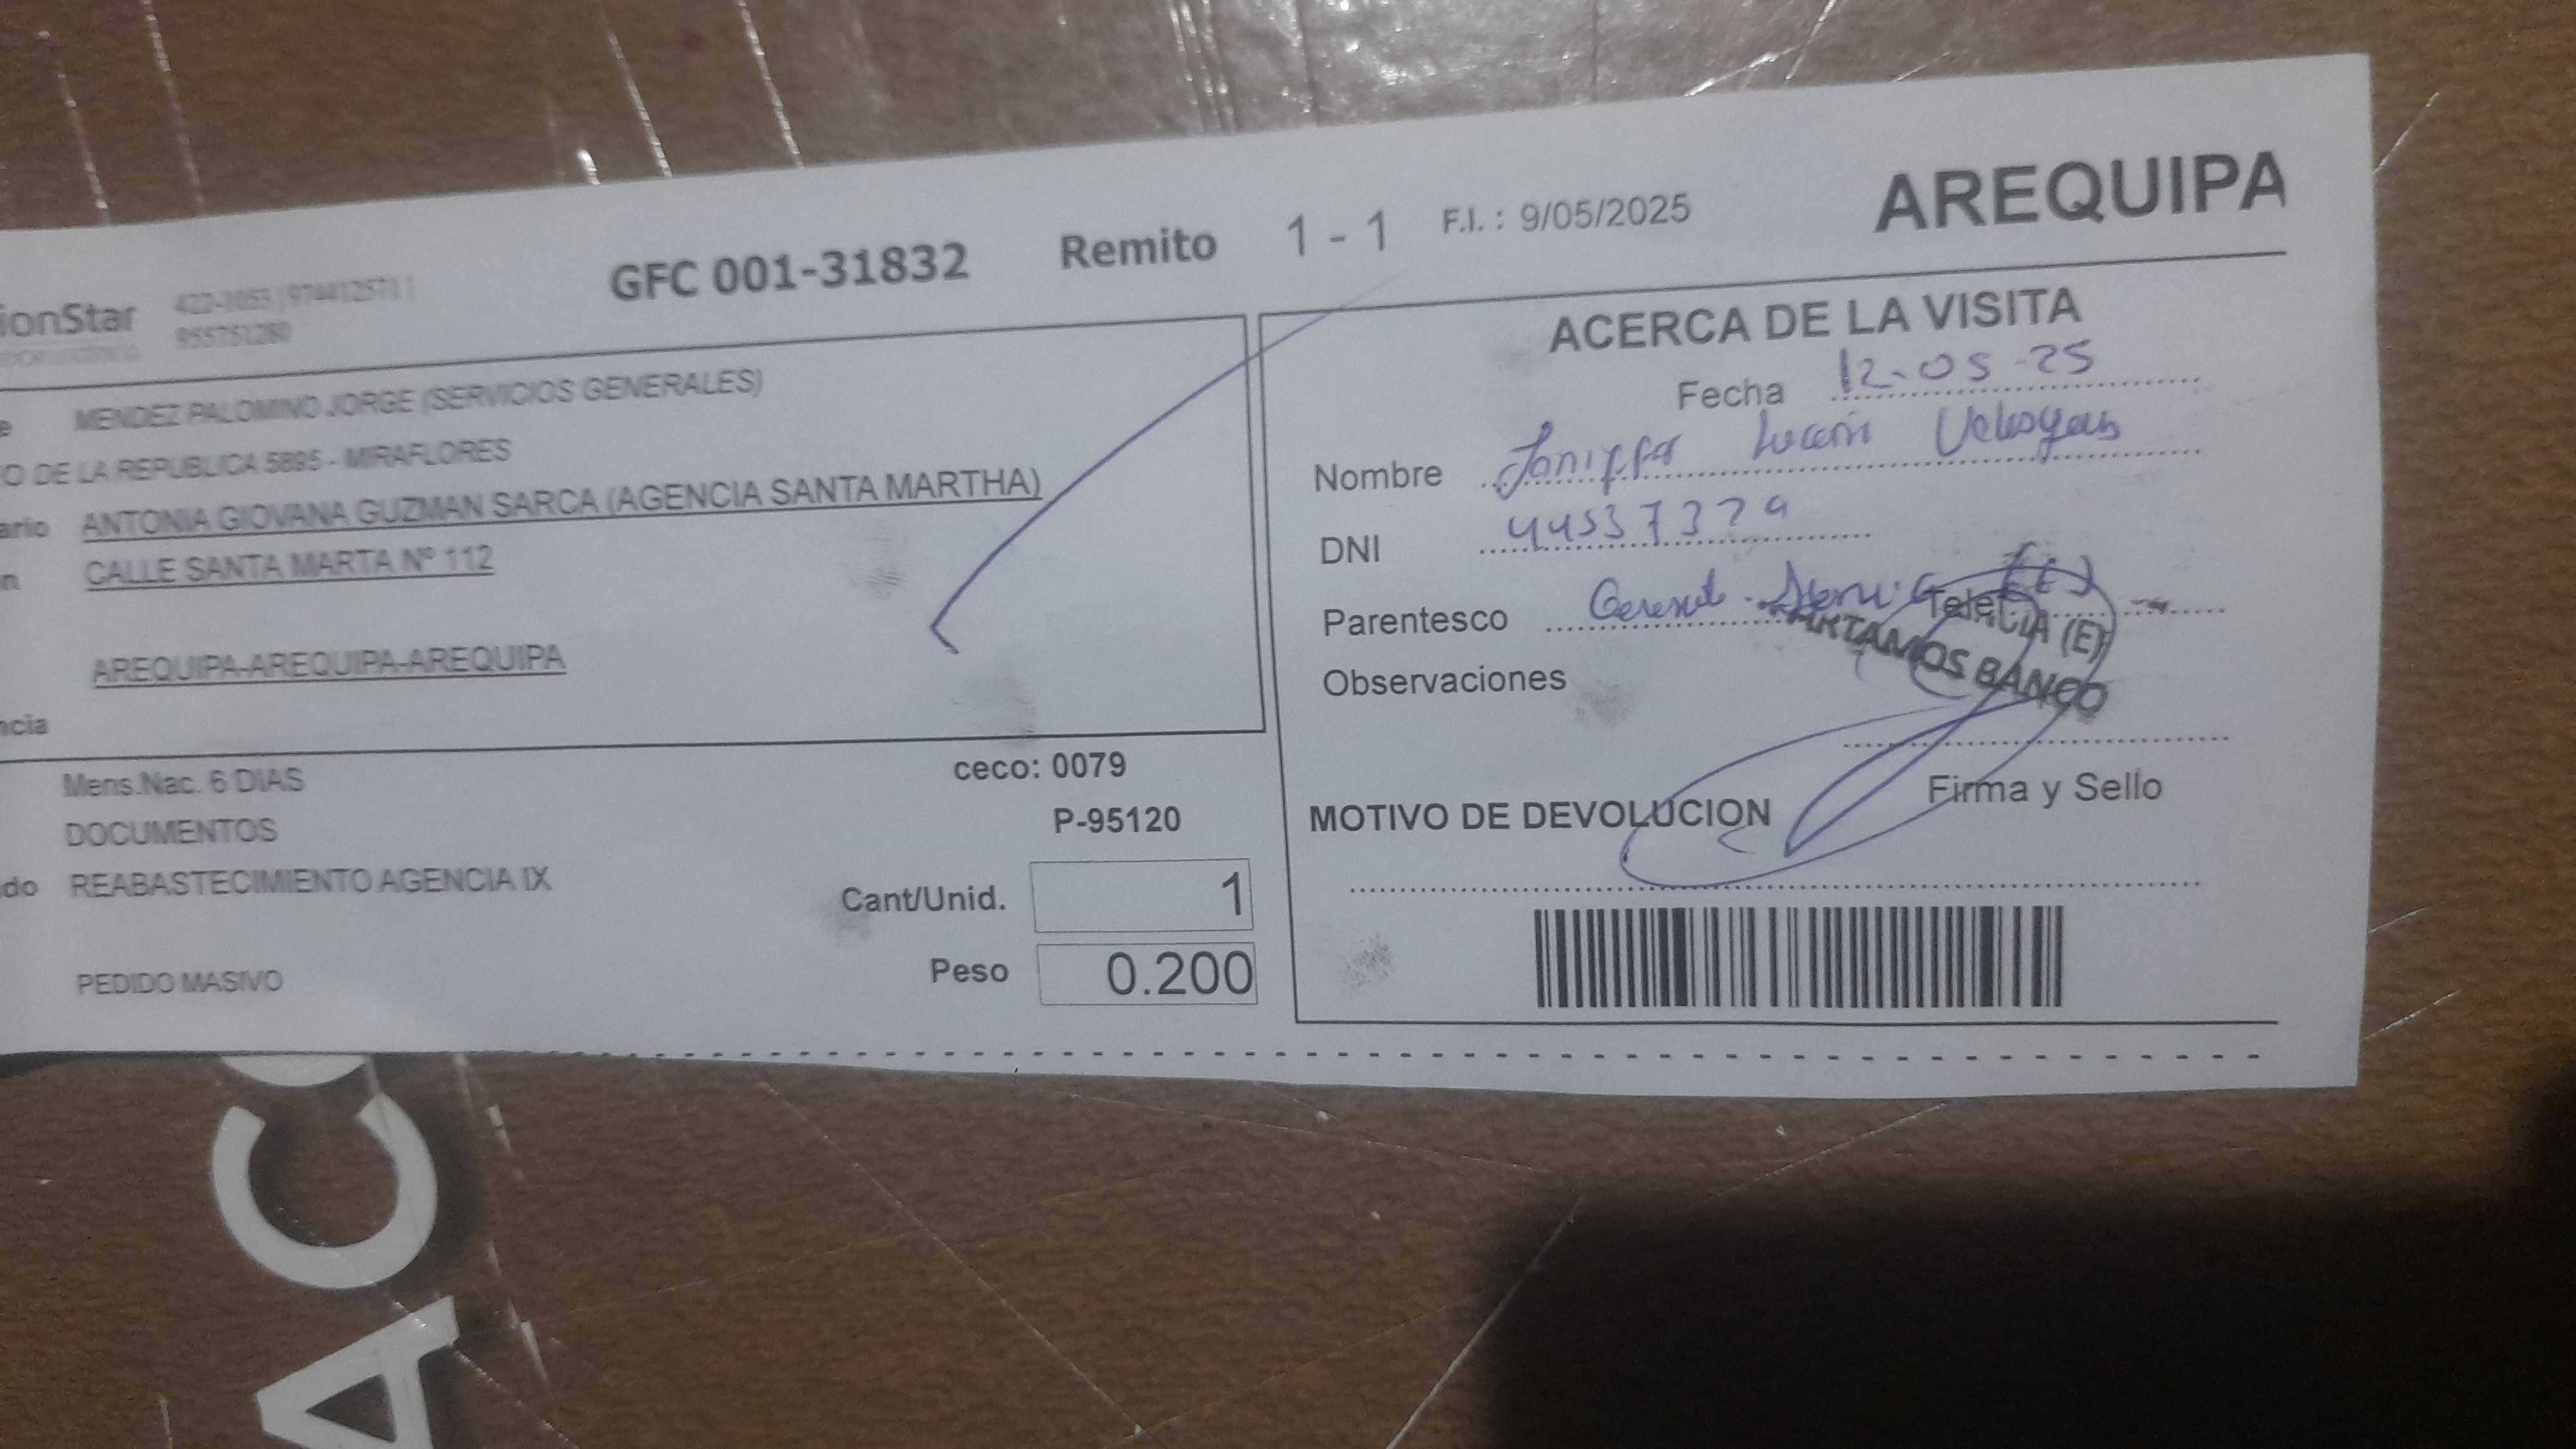 ionStar
955751280
GFC 001-31832
Remito 1 - 1
F.I. : 9/05/2025
AREQUIPA
MENDEZ PALOMINO JORGE (SERVICIOS GENERALES)
O DE LA REPUBLICA 5895 - MIRAFLORES
ario ANTONIA GIOVANA GUZMAN SARCA (AGENCIA SANTA MARTHA)
n CALLE SANTA MARTA Nº 112
AREQUIPA-AREQUIPA-AREQUIPA
ncia
Mens.Nac. 6 DIAS
ceco: 0079
DOCUMENTOS
P-95120
do REABASTECIMIENTO AGENCIA IX
Cant/Unid. 1
Peso 0.200
PEDIDO MASIVO
ACERCA DE LA VISITA
Fecha 12-05-25
Nombre
DNI
Parentesco
Observaciones
BANCO
Firma y Sello
MOTIVO DE DEVOLUCION
AC